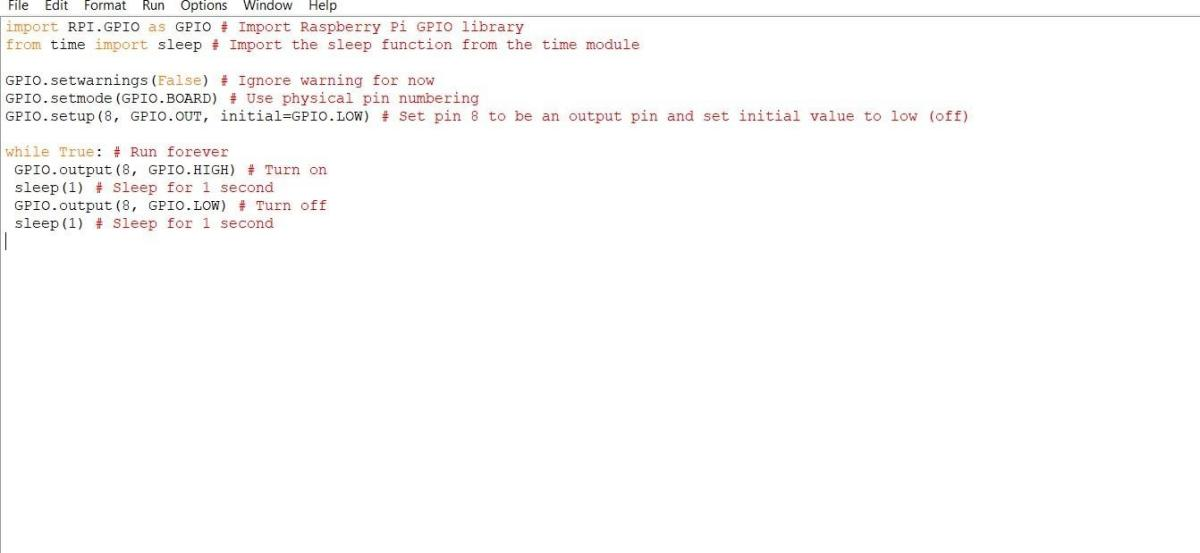 File Edit Format Run Options Window Help
import RPI.GPIO as GPIO # Import Raspberry Pi GPIO library
from time import sleep # Import the sleep function from the time module
GPIO.setwarnings(False) # Ignore warning for now
GPIO.setmode(GPIO.BOARD) # Use physical pin numbering
GPIO.setup(8, GPIO.OUT, initial=GPIO.LOW) # Set pin 8 to be an output pin and set initial value to low (off)
while True: # Run forever
 GPIO.output(8, GPIO.HIGH) # Turn on
 sleep(1) # Sleep for 1 second
 GPIO.output(8, GPIO.LOW) # Turn off
 sleep(1) # Sleep for 1 second